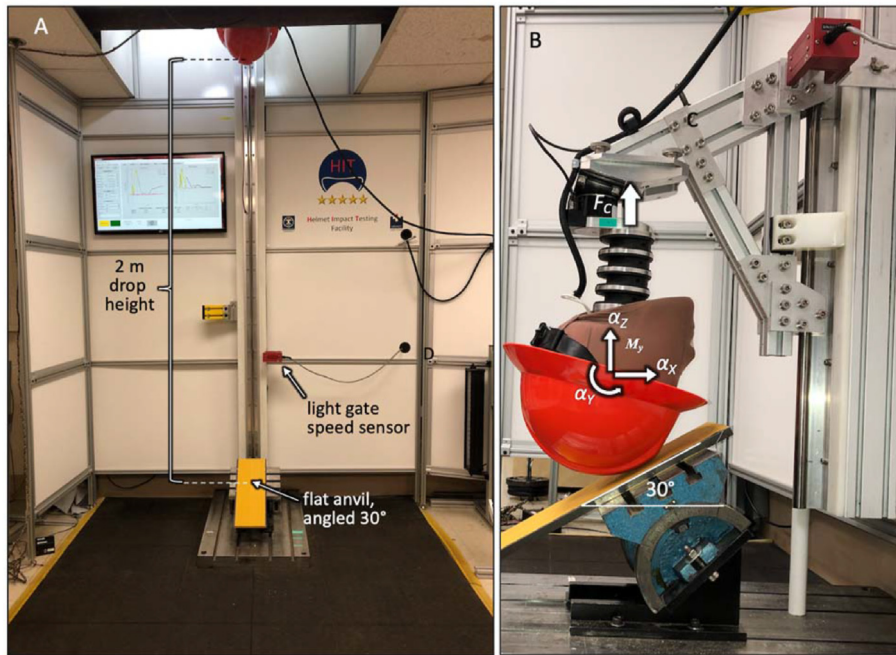 A
HIT
Helmet Impact Testing
Facility
2 m
drop
height
D
light gate
speed sensor
flat anvil,
angled 30°
B
C
F_C
α_Z
M_y
α_X
α_Y
30°